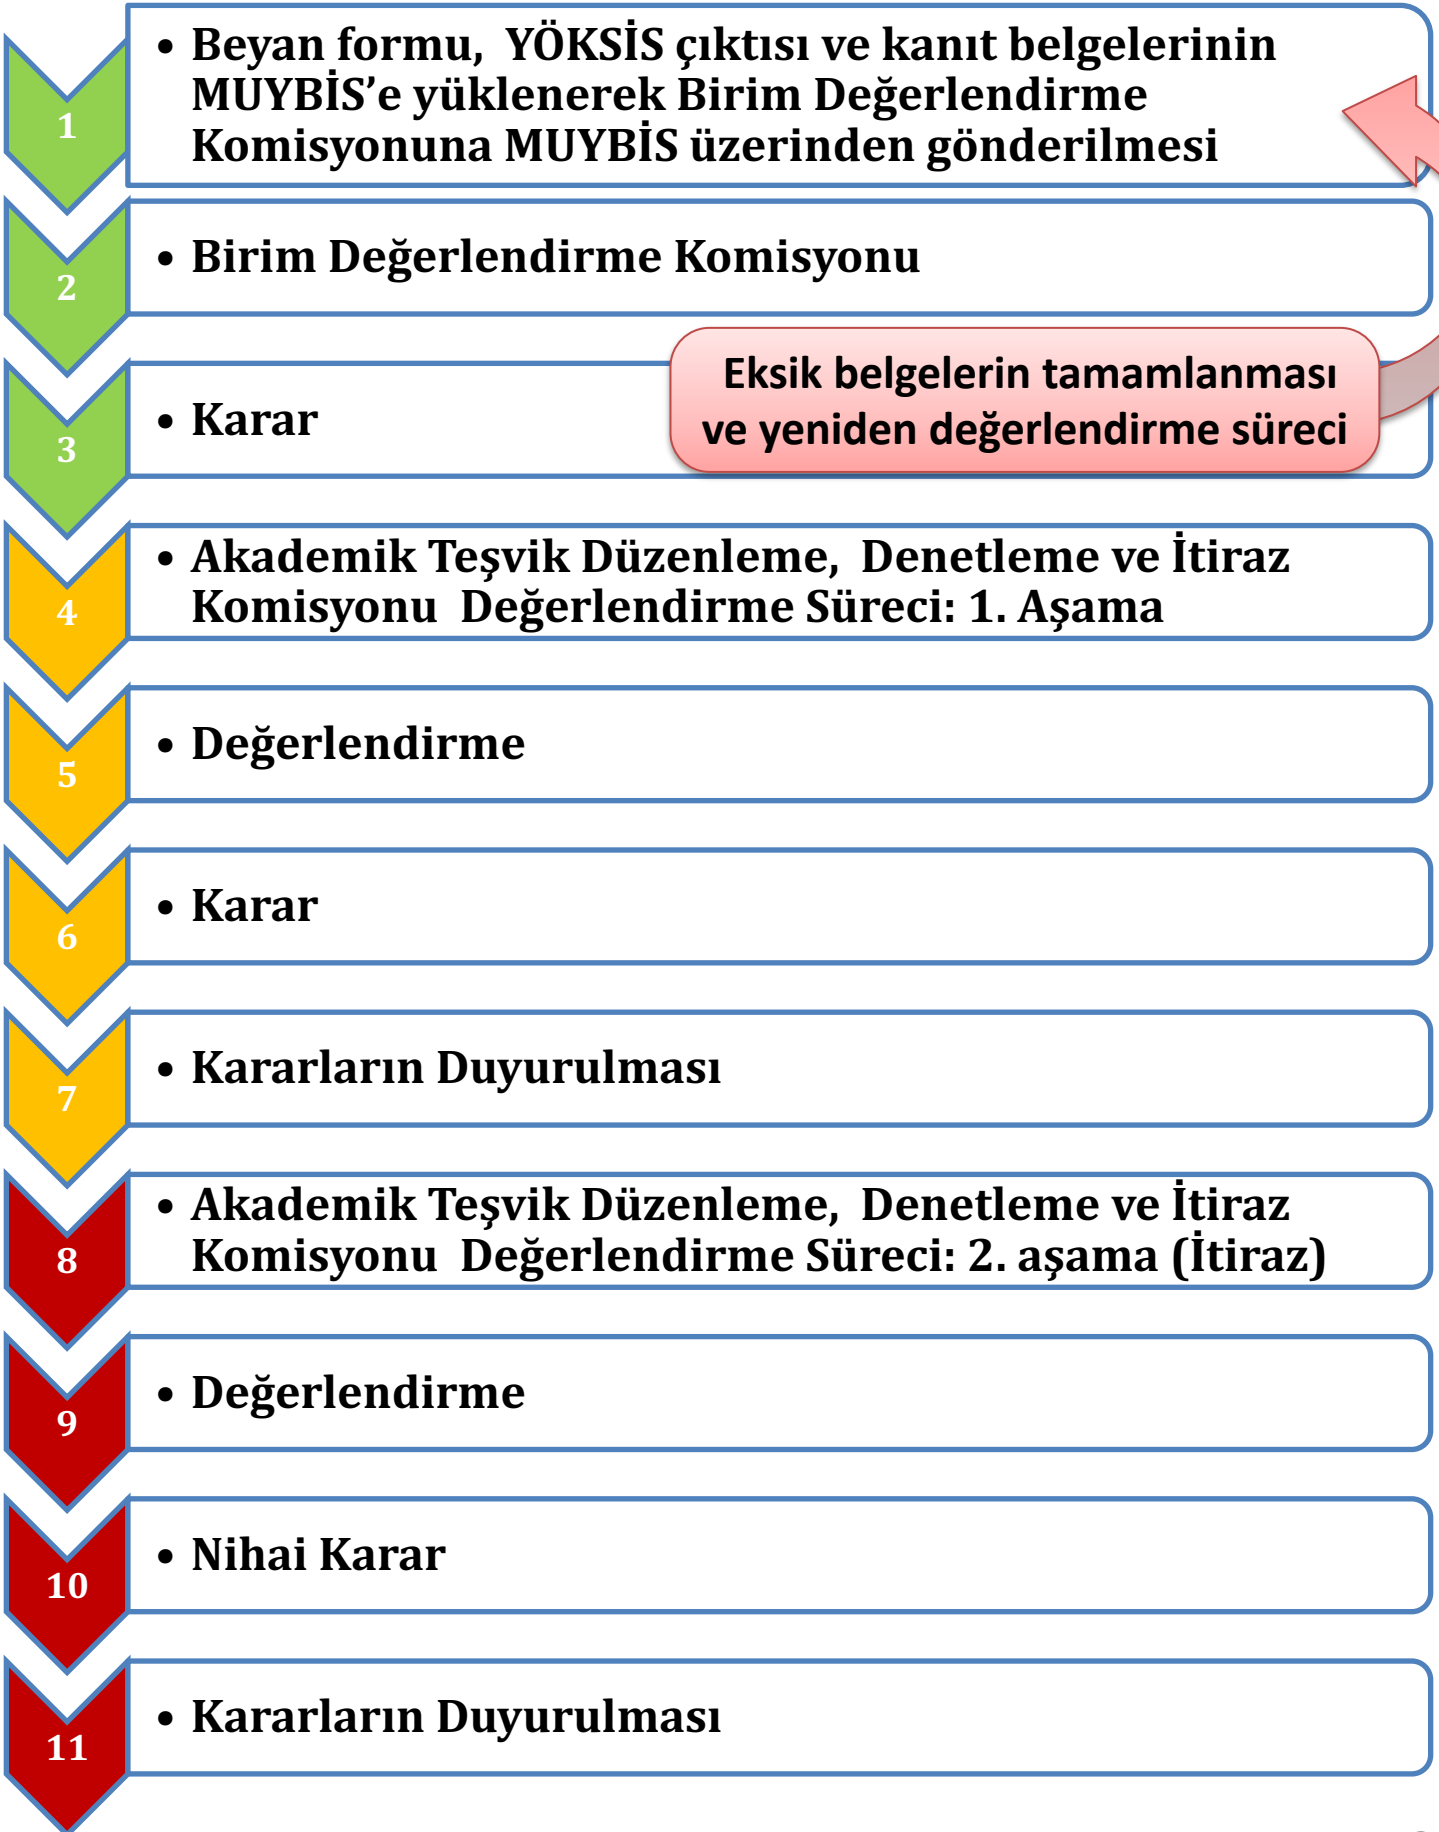 1
• Beyan formu,  YÖKSİS çıktısı ve kanıt belgelerinin
MUYBİS’e yüklenerek Birim Değerlendirme
Komisyonuna MUYBİS üzerinden gönderilmesi
2
• Birim Değerlendirme Komisyonu
3
• Karar
Eksik belgelerin tamamlanması
ve yeniden değerlendirme süreci
4
• Akademik Teşvik Düzenleme,  Denetleme ve İtiraz
Komisyonu  Değerlendirme Süreci: 1. Aşama
5
• Değerlendirme
6
• Karar
7
• Kararların Duyurulması
8
• Akademik Teşvik Düzenleme,  Denetleme ve İtiraz
Komisyonu  Değerlendirme Süreci: 2. aşama (İtiraz)
9
• Değerlendirme
10
• Nihai Karar
11
• Kararların Duyurulması